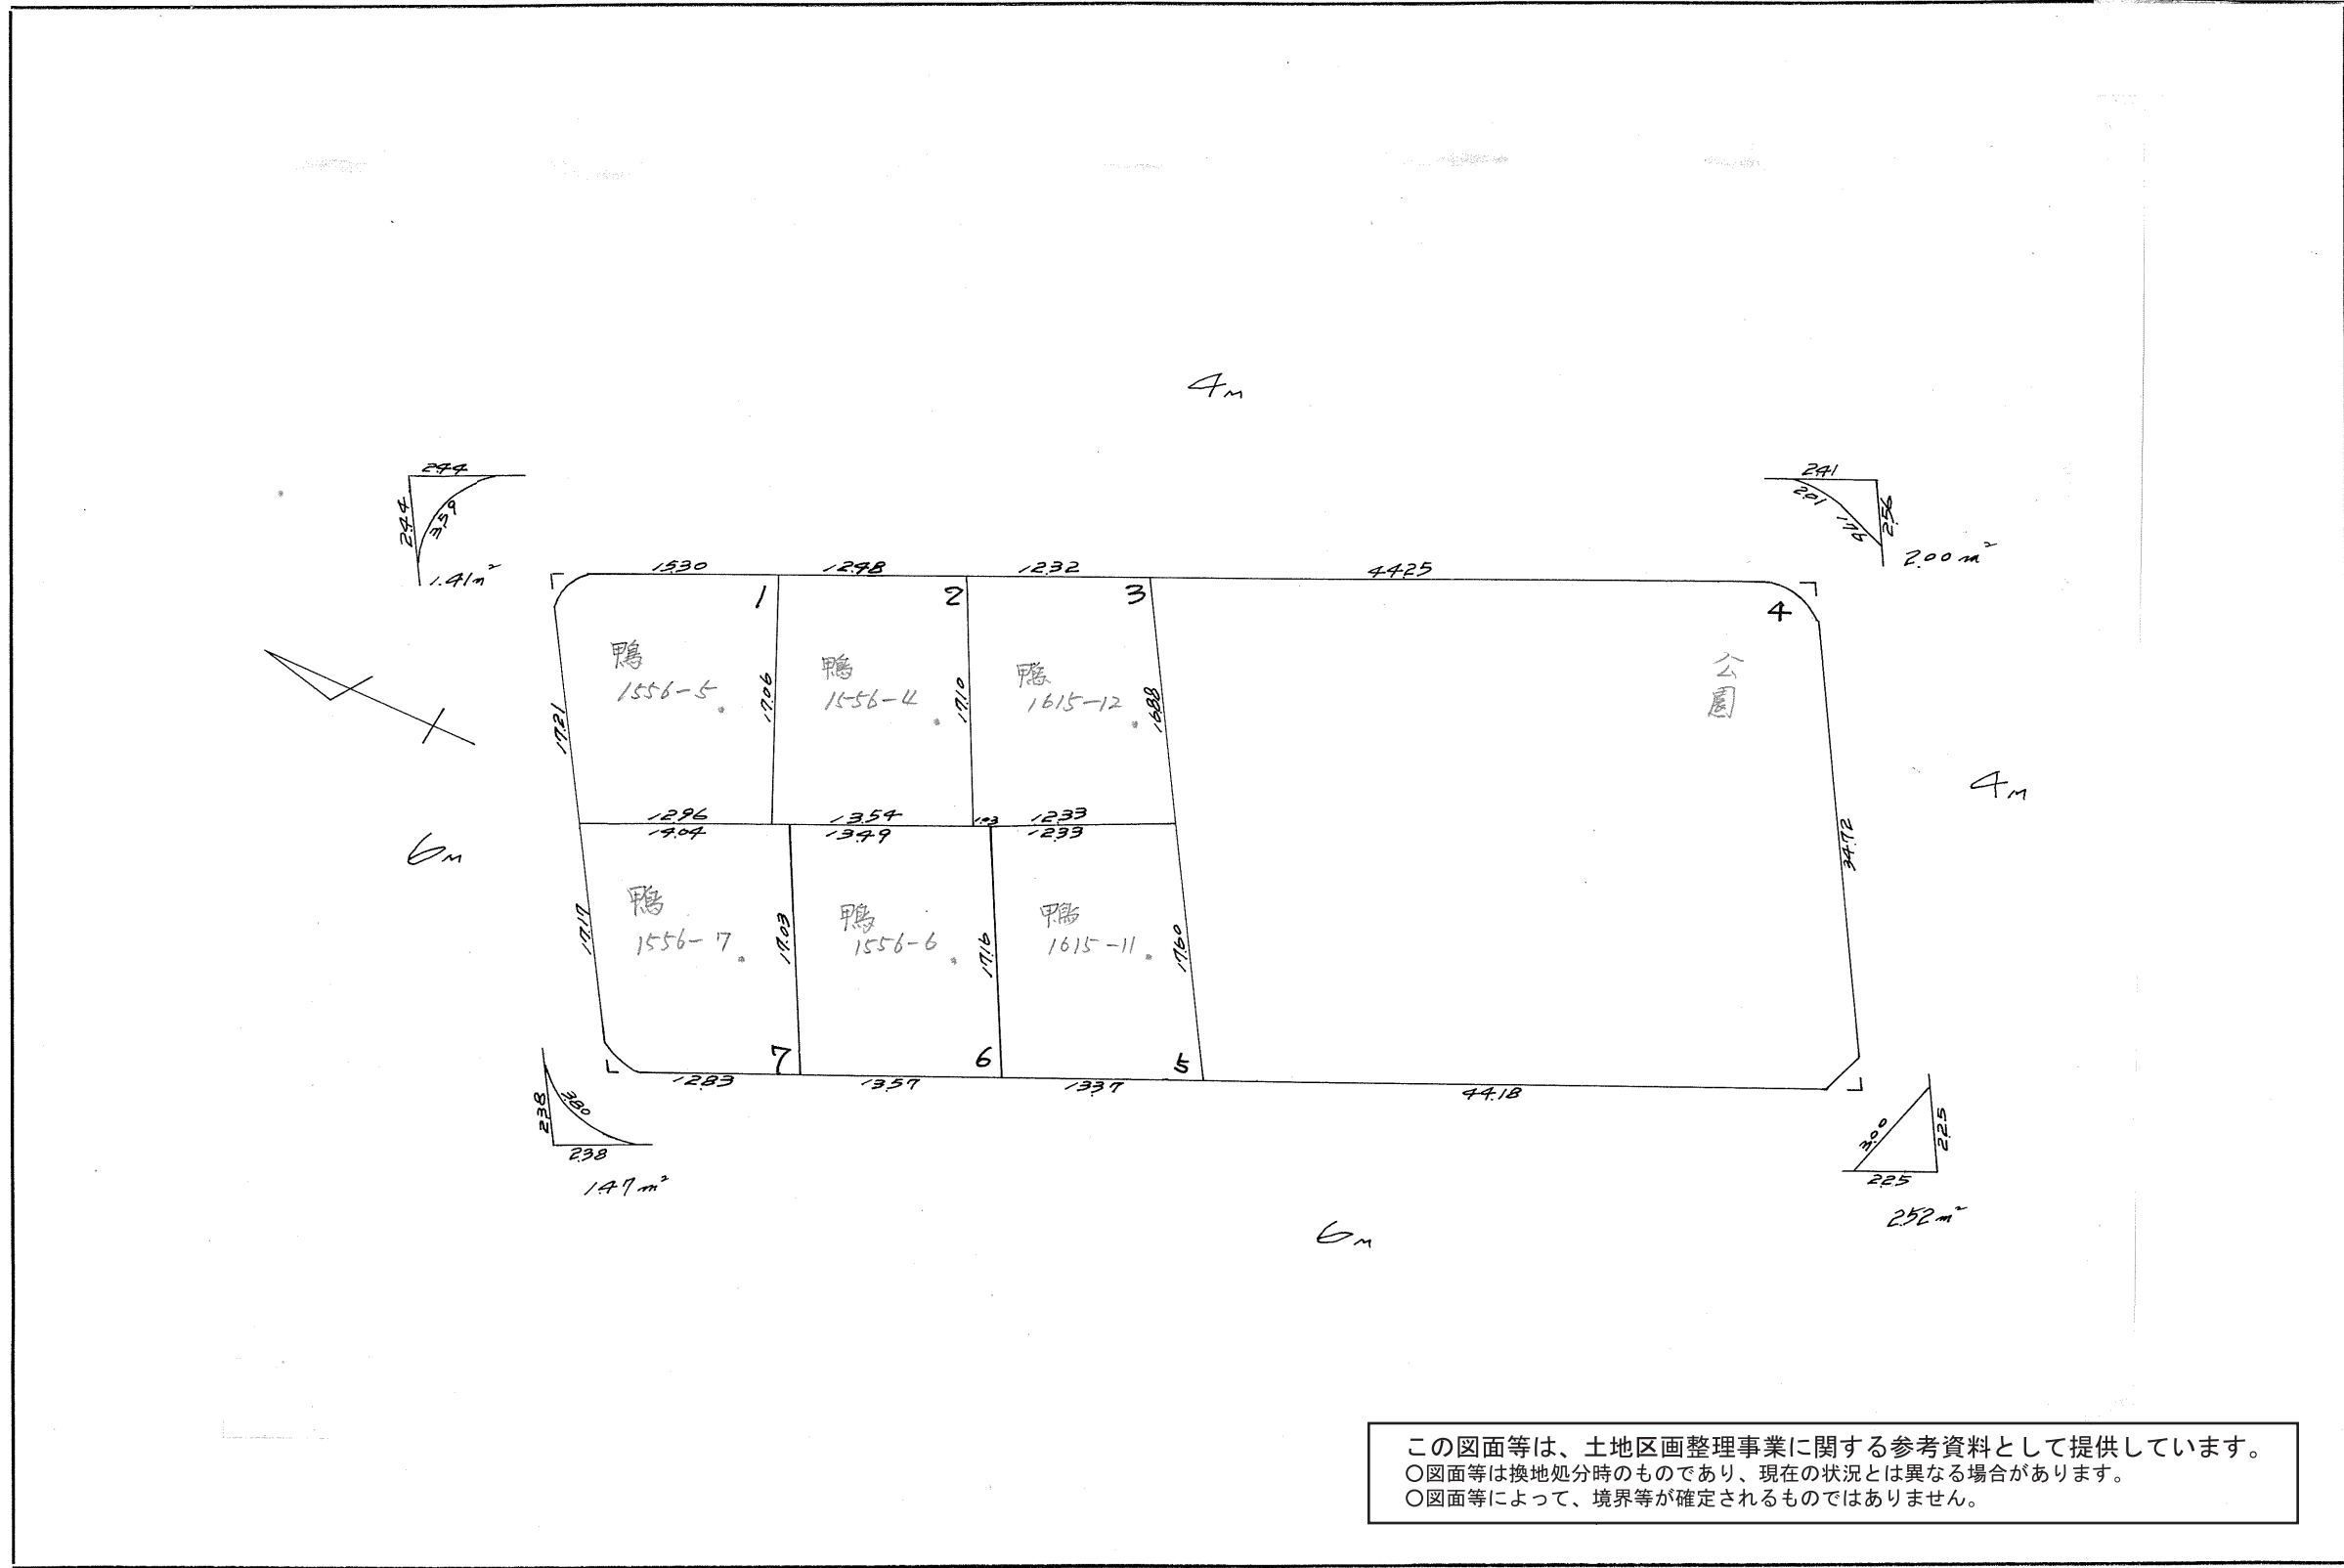 4m
2.44
2.44
3.59
1.41m²
2.41
2.01
1.46
2.56
2.00m²
15.30
12.48
12.32
44.25
1
2
3
4
鴨
1556-5
鴨
1556-4
鴨
1615-12
公園
17.21
17.06
17.10
16.88
4m
12.96
13.54
1.03
12.33
14.04
13.49
12.33
34.72
6m
鴨
1556-7
鴨
1556-6
鴨
1615-11
17.17
17.03
17.16
17.60
7
6
5
12.83
13.57
13.37
44.18
2.38
3.80
2.38
1.47m²
3.00
2.25
2.25
2.52m²
6m
この図面等は、土地区画整理事業に関する参考資料として提供しています。
○図面等は換地処分時のものであり、現在の状況とは異なる場合があります。
○図面等によって、境界等が確定されるものではありません。